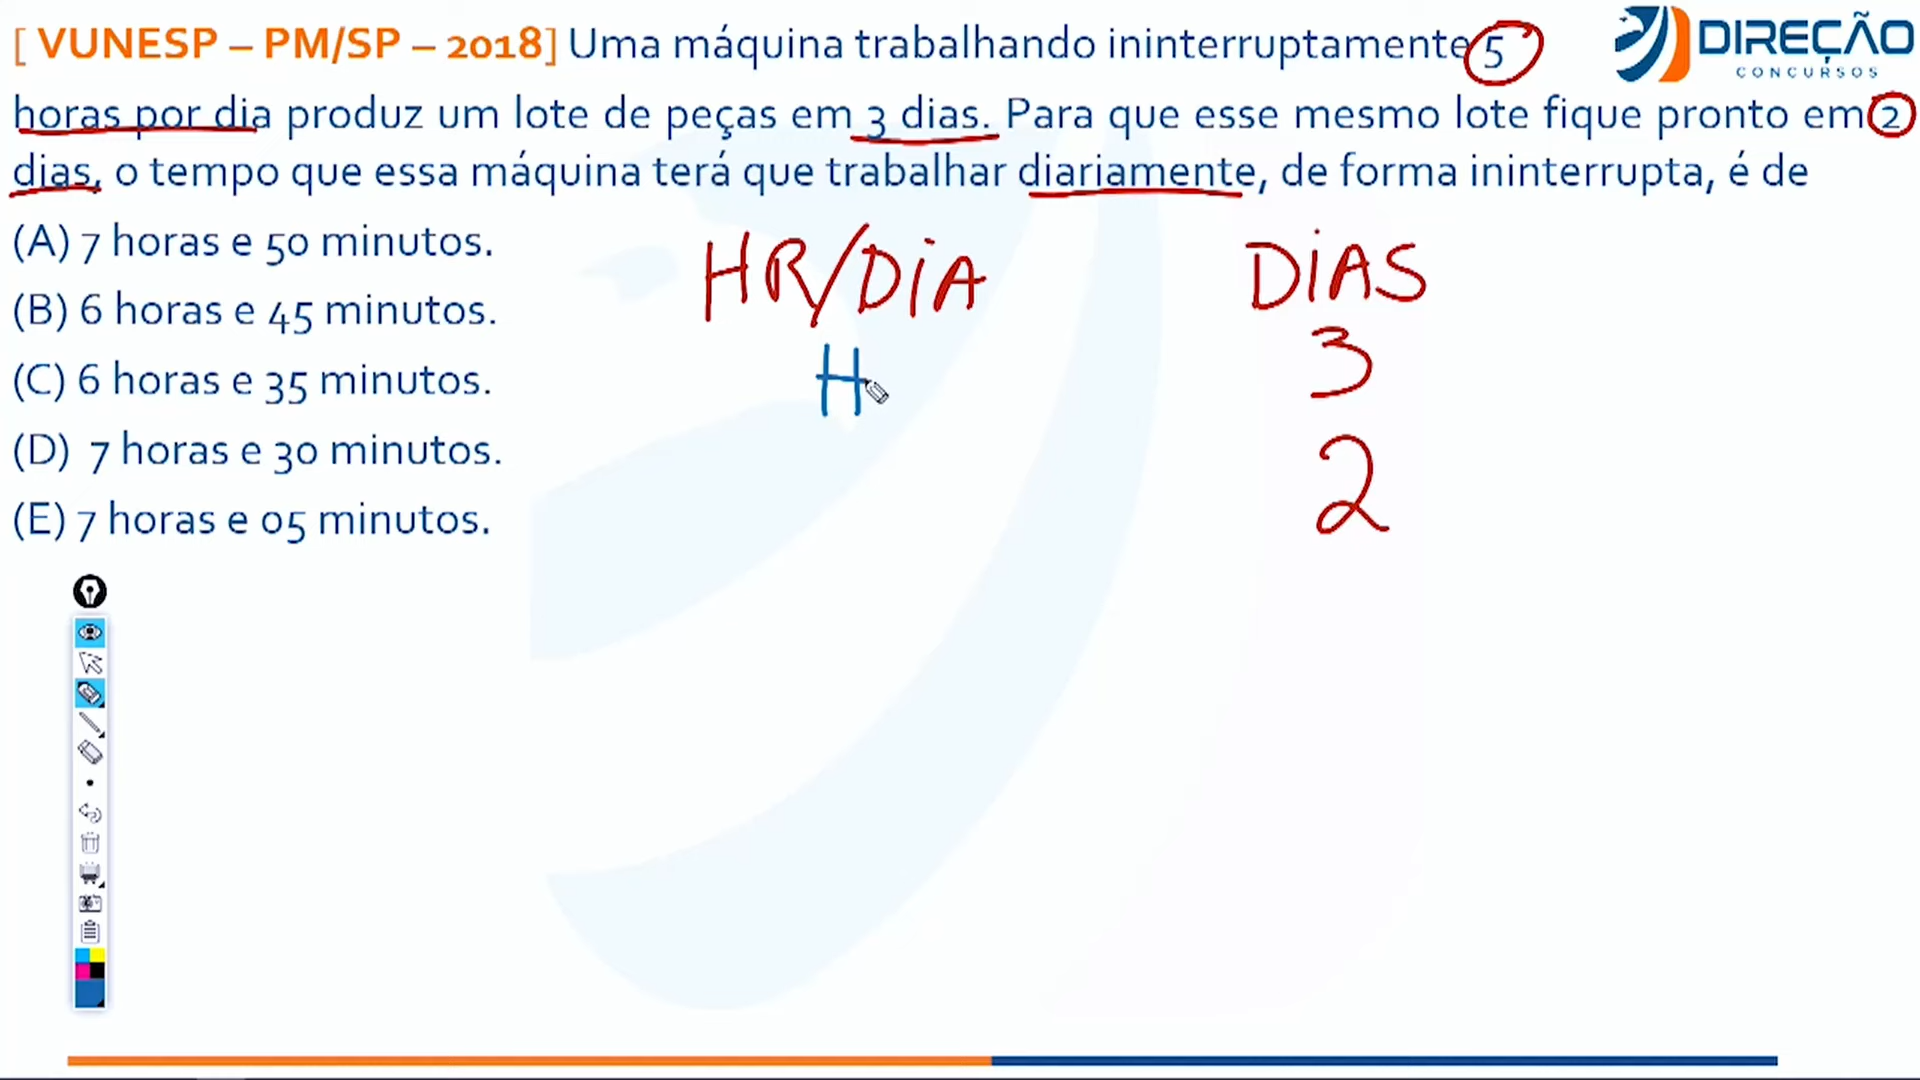 [ VUNESP – PM/SP – 2018] Uma máquina trabalhando ininterruptamente 5
DIREÇÃO
CONCURSOS
horas por dia produz um lote de peças em 3 dias. Para que esse mesmo lote fique pronto em 2
dias, o tempo que essa máquina terá que trabalhar diariamente, de forma ininterrupta, é de
(A) 7 horas e 50 minutos.
(B) 6 horas e 45 minutos.
(C) 6 horas e 35 minutos.
(D) 7 horas e 30 minutos.
(E) 7 horas e 05 minutos.
HR/DiA DiAS
H 3
2